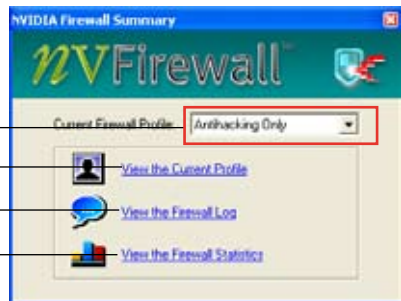 NVIDIA Firewall Summary
NVFirewall™
Current Firewall Profile: Antihacking Only
View the Current Profile
View the Firewall Log
View the Firewall Statistics